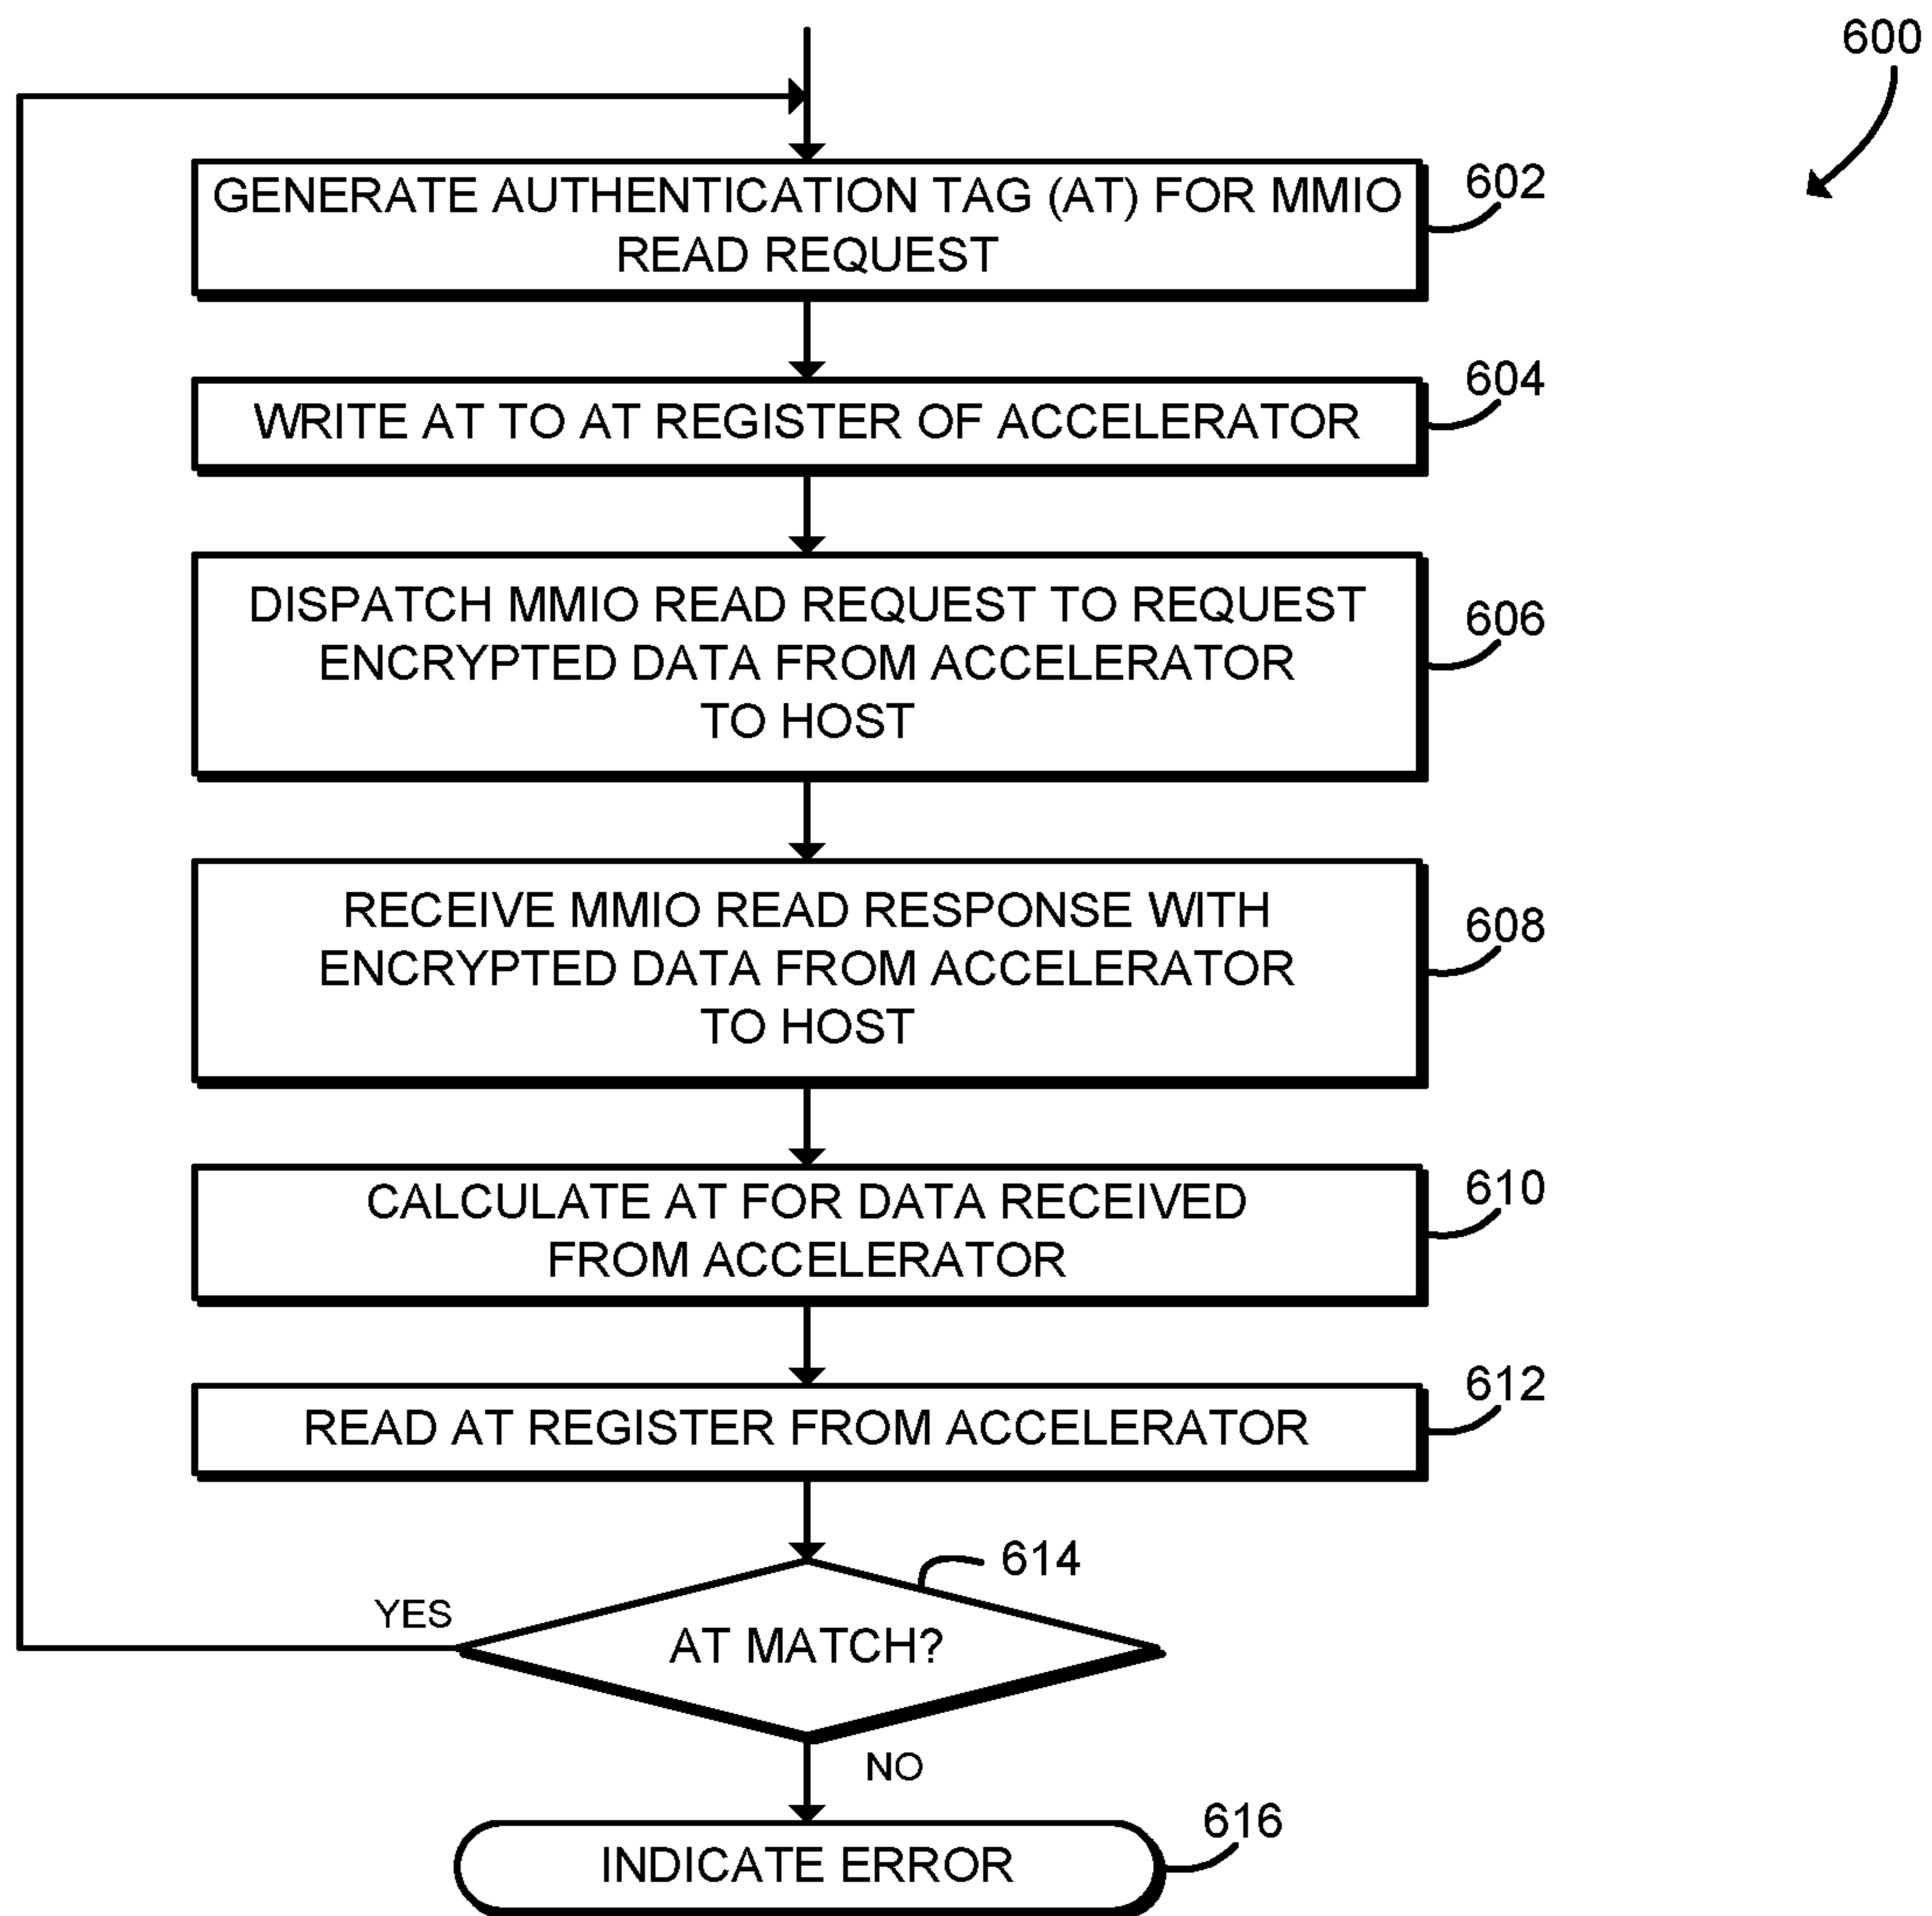 600
GENERATE AUTHENTICATION TAG (AT) FOR MMIO
READ REQUEST
602
WRITE AT TO AT REGISTER OF ACCELERATOR
604
DISPATCH MMIO READ REQUEST TO REQUEST
ENCRYPTED DATA FROM ACCELERATOR
TO HOST
606
RECEIVE MMIO READ RESPONSE WITH
ENCRYPTED DATA FROM ACCELERATOR
TO HOST
608
CALCULATE AT FOR DATA RECEIVED
FROM ACCELERATOR
610
READ AT REGISTER FROM ACCELERATOR
612
614
YES
AT MATCH?
NO
INDICATE ERROR
616